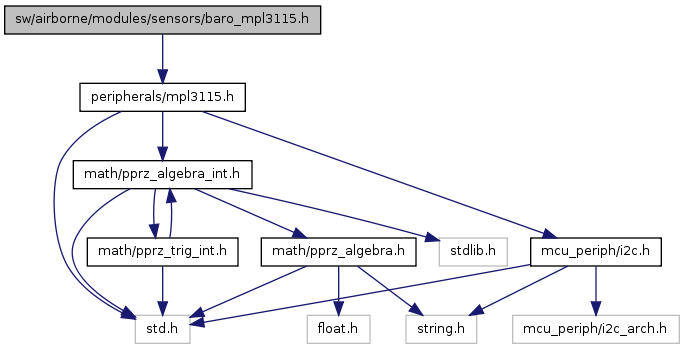 sw/airborne/modules/sensors/baro_mpl3115.h
peripherals/mpl3115.h
math/pprz_algebra_int.h
math/pprz_trig_int.h
math/pprz_algebra.h
stdlib.h
mcu_periph/i2c.h
std.h
float.h
string.h
mcu_periph/i2c_arch.h